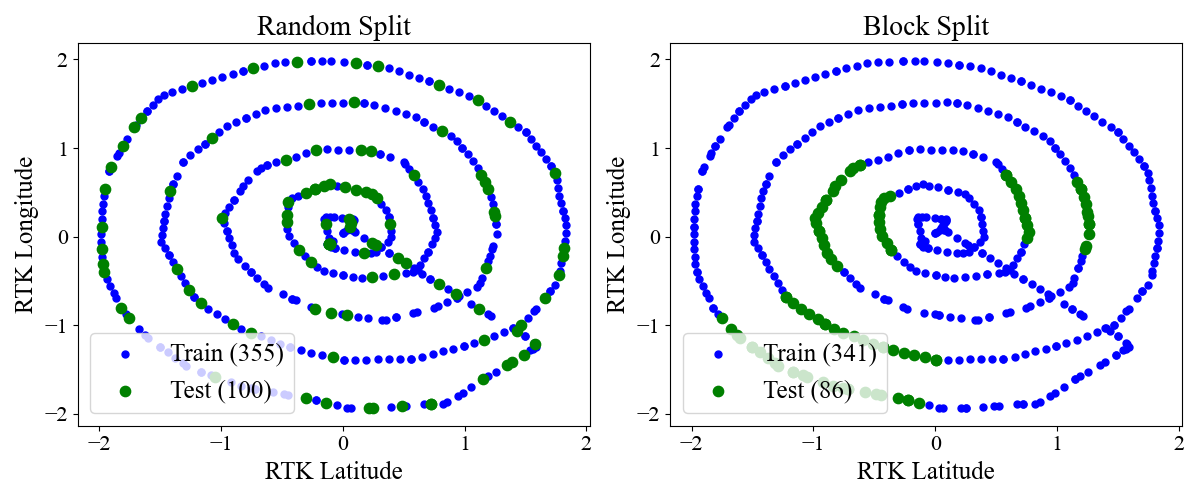 Random Split
RTK Longitude
2
1
0
−1
−2
Train (355)
Test (100)
−2
−1
0
1
2
RTK Latitude
Block Split
RTK Longitude
2
1
0
−1
−2
Train (341)
Test (86)
−2
−1
0
1
2
RTK Latitude